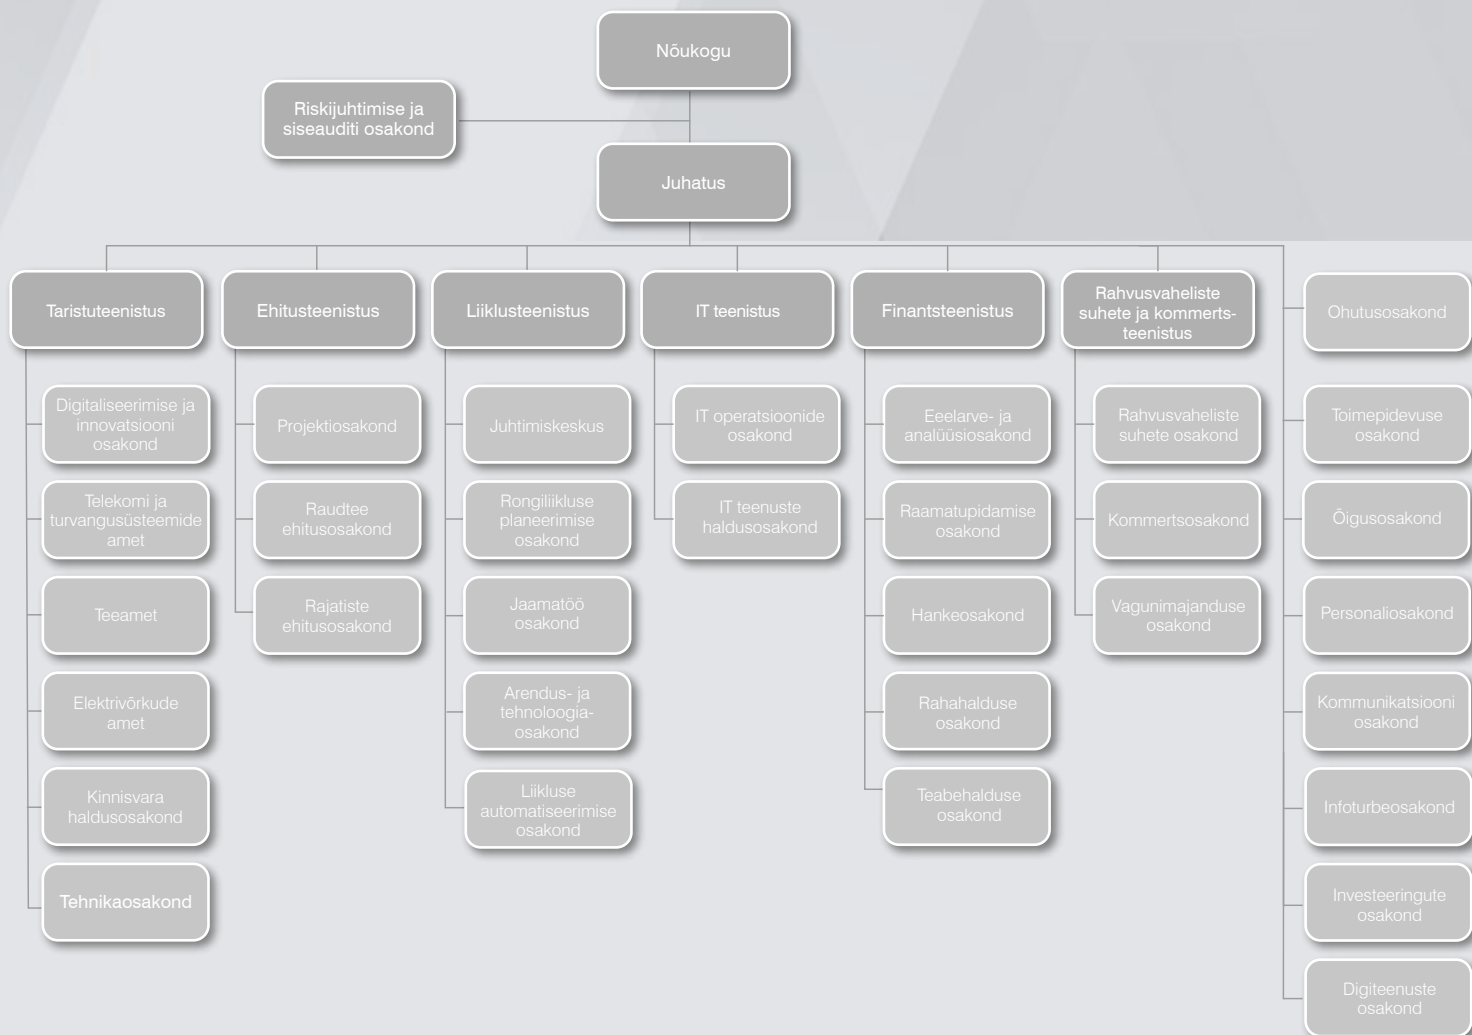 Nõukogu
Riskijuhtimise ja
siseauditi osakond
Juhatus
Taristuteenistus
Digitaliseerimise ja
innovatsiooni
osakond
Telekomi ja
turvangusüsteemide
amet
Teeamet
Elektrivõrkude
amet
Kinnisvara
haldusosakond
Tehnikaosakond
Ehitusteenistus
Projektiosakond
Raudtee
ehitusosakond
Rajatiste
ehitusosakond
Liiklusteenistus
Juhtimiskeskus
Rongiliikluse
planeerimise
osakond
Jaamatöö
osakond
Arendus- ja
tehnoloogia-
osakond
Liikluse
automatiseerimise
osakond
IT teenistus
IT operatsioonide
osakond
IT teenuste
haldusosakond
Finantsteenistus
Eeelarve- ja
analüüsiosakond
Raamatupidamise
osakond
Hankeosakond
Rahahalduse
osakond
Teabehalduse
osakond
Rahvusvaheliste
suhete ja kommerts-
teenistus
Rahvusvaheliste
suhete osakond
Kommertsosakond
Vagunimajanduse
osakond
Ohutusosakond
Toimepidevuse
osakond
Õigusosakond
Personaliosakond
Kommunikatsiooni
osakond
Infoturbeosakond
Investeeringute
osakond
Digiteenuste
osakond